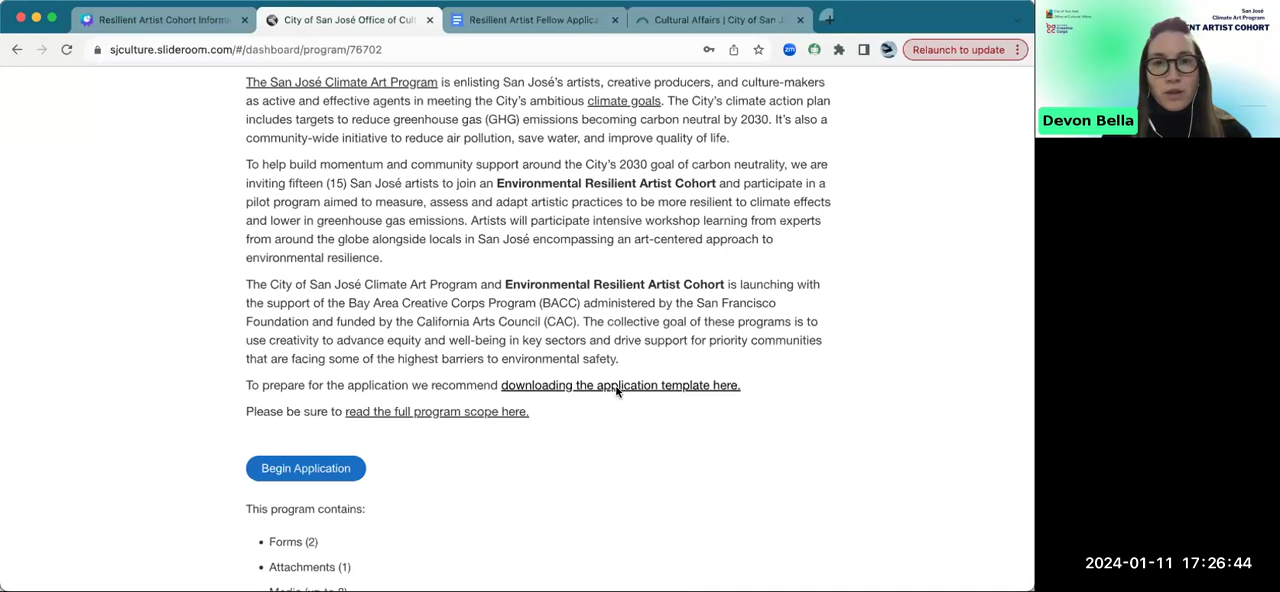 Resilient Artist Cohort Informa
City of San José Office of Cult
Resilient Artist Fellow Applica
Cultural Affairs | City of San J
sjculture.slideroom.com/#/dashboard/program/76702
Relaunch to update
The San José Climate Art Program is enlisting San José's artists, creative producers, and culture-makers
as active and effective agents in meeting the City's ambitious climate goals. The City's climate action plan
includes targets to reduce greenhouse gas (GHG) emissions becoming carbon neutral by 2030. It's also a
community-wide initiative to reduce air pollution, save water, and improve quality of life.
To help build momentum and community support around the City's 2030 goal of carbon neutrality, we are
inviting fifteen (15) San José artists to join an Environmental Resilient Artist Cohort and participate in a
pilot program aimed to measure, assess and adapt artistic practices to be more resilient to climate effects
and lower in greenhouse gas emissions. Artists will participate intensive workshop learning from experts
from around the globe alongside locals in San José encompassing an art-centered approach to
environmental resilience.
The City of San José Climate Art Program and Environmental Resilient Artist Cohort is launching with
the support of the Bay Area Creative Corps Program (BACC) administered by the San Francisco
Foundation and funded by the California Arts Council (CAC). The collective goal of these programs is to
use creativity to advance equity and well-being in key sectors and drive support for priority communities
that are facing some of the highest barriers to environmental safety.
To prepare for the application we recommend downloading the application template here.
Please be sure to read the full program scope here.
Begin Application
This program contains:
• Forms (2)
• Attachments (1)
San José
Climate Art Program
ENT ARTIST COHORT
Devon Bella
2024-01-11 17:26:44